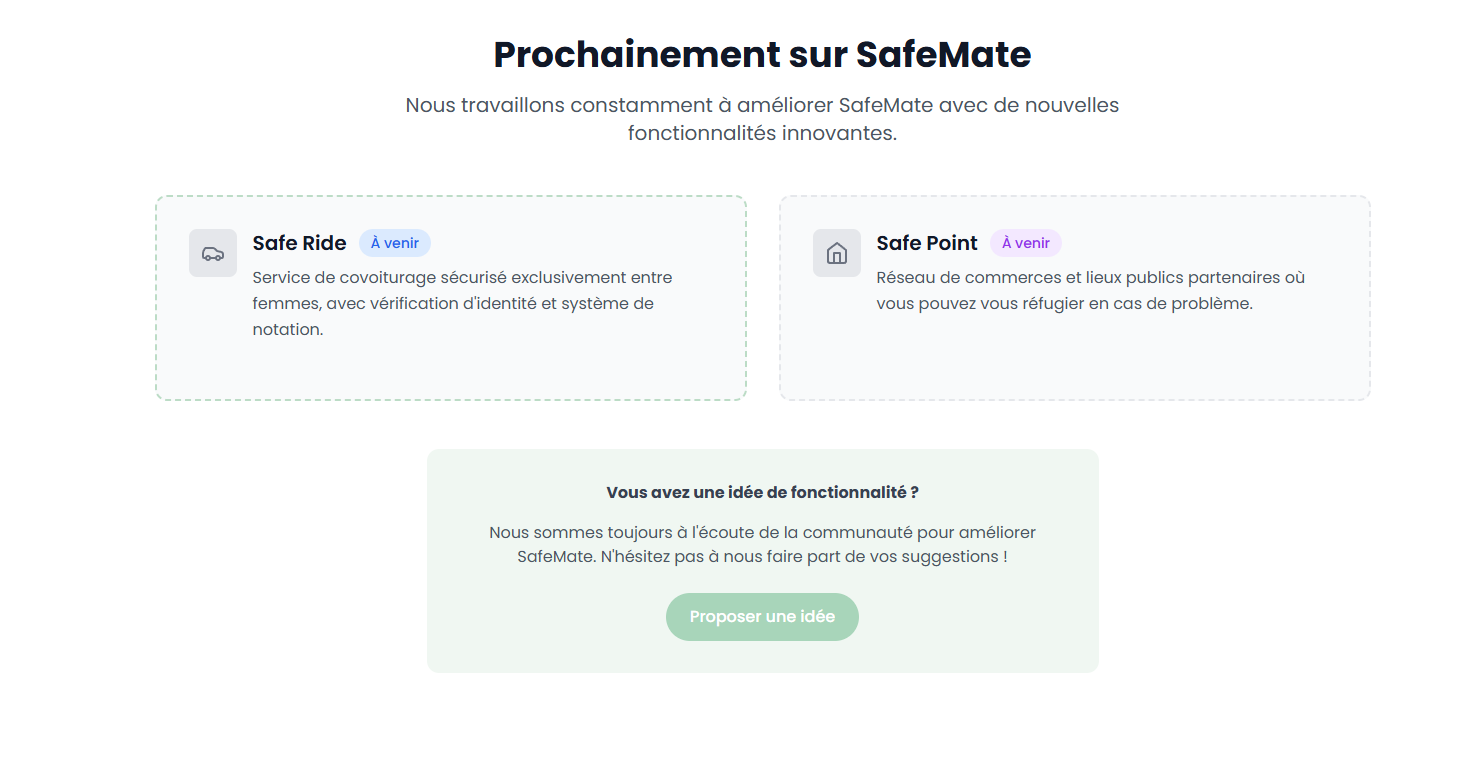 Prochainement sur SafeMate
Nous travaillons constamment à améliorer SafeMate avec de nouvelles
fonctionnalités innovantes.
Safe Ride
À venir
Service de covoiturage sécurisé exclusivement entre
femmes, avec vérification d'identité et système de
notation.
Safe Point
À venir
Réseau de commerces et lieux publics partenaires où
vous pouvez vous réfugier en cas de problème.
Vous avez une idée de fonctionnalité ?
Nous sommes toujours à l'écoute de la communauté pour améliorer
SafeMate. N'hésitez pas à nous faire part de vos suggestions !
Proposer une idée